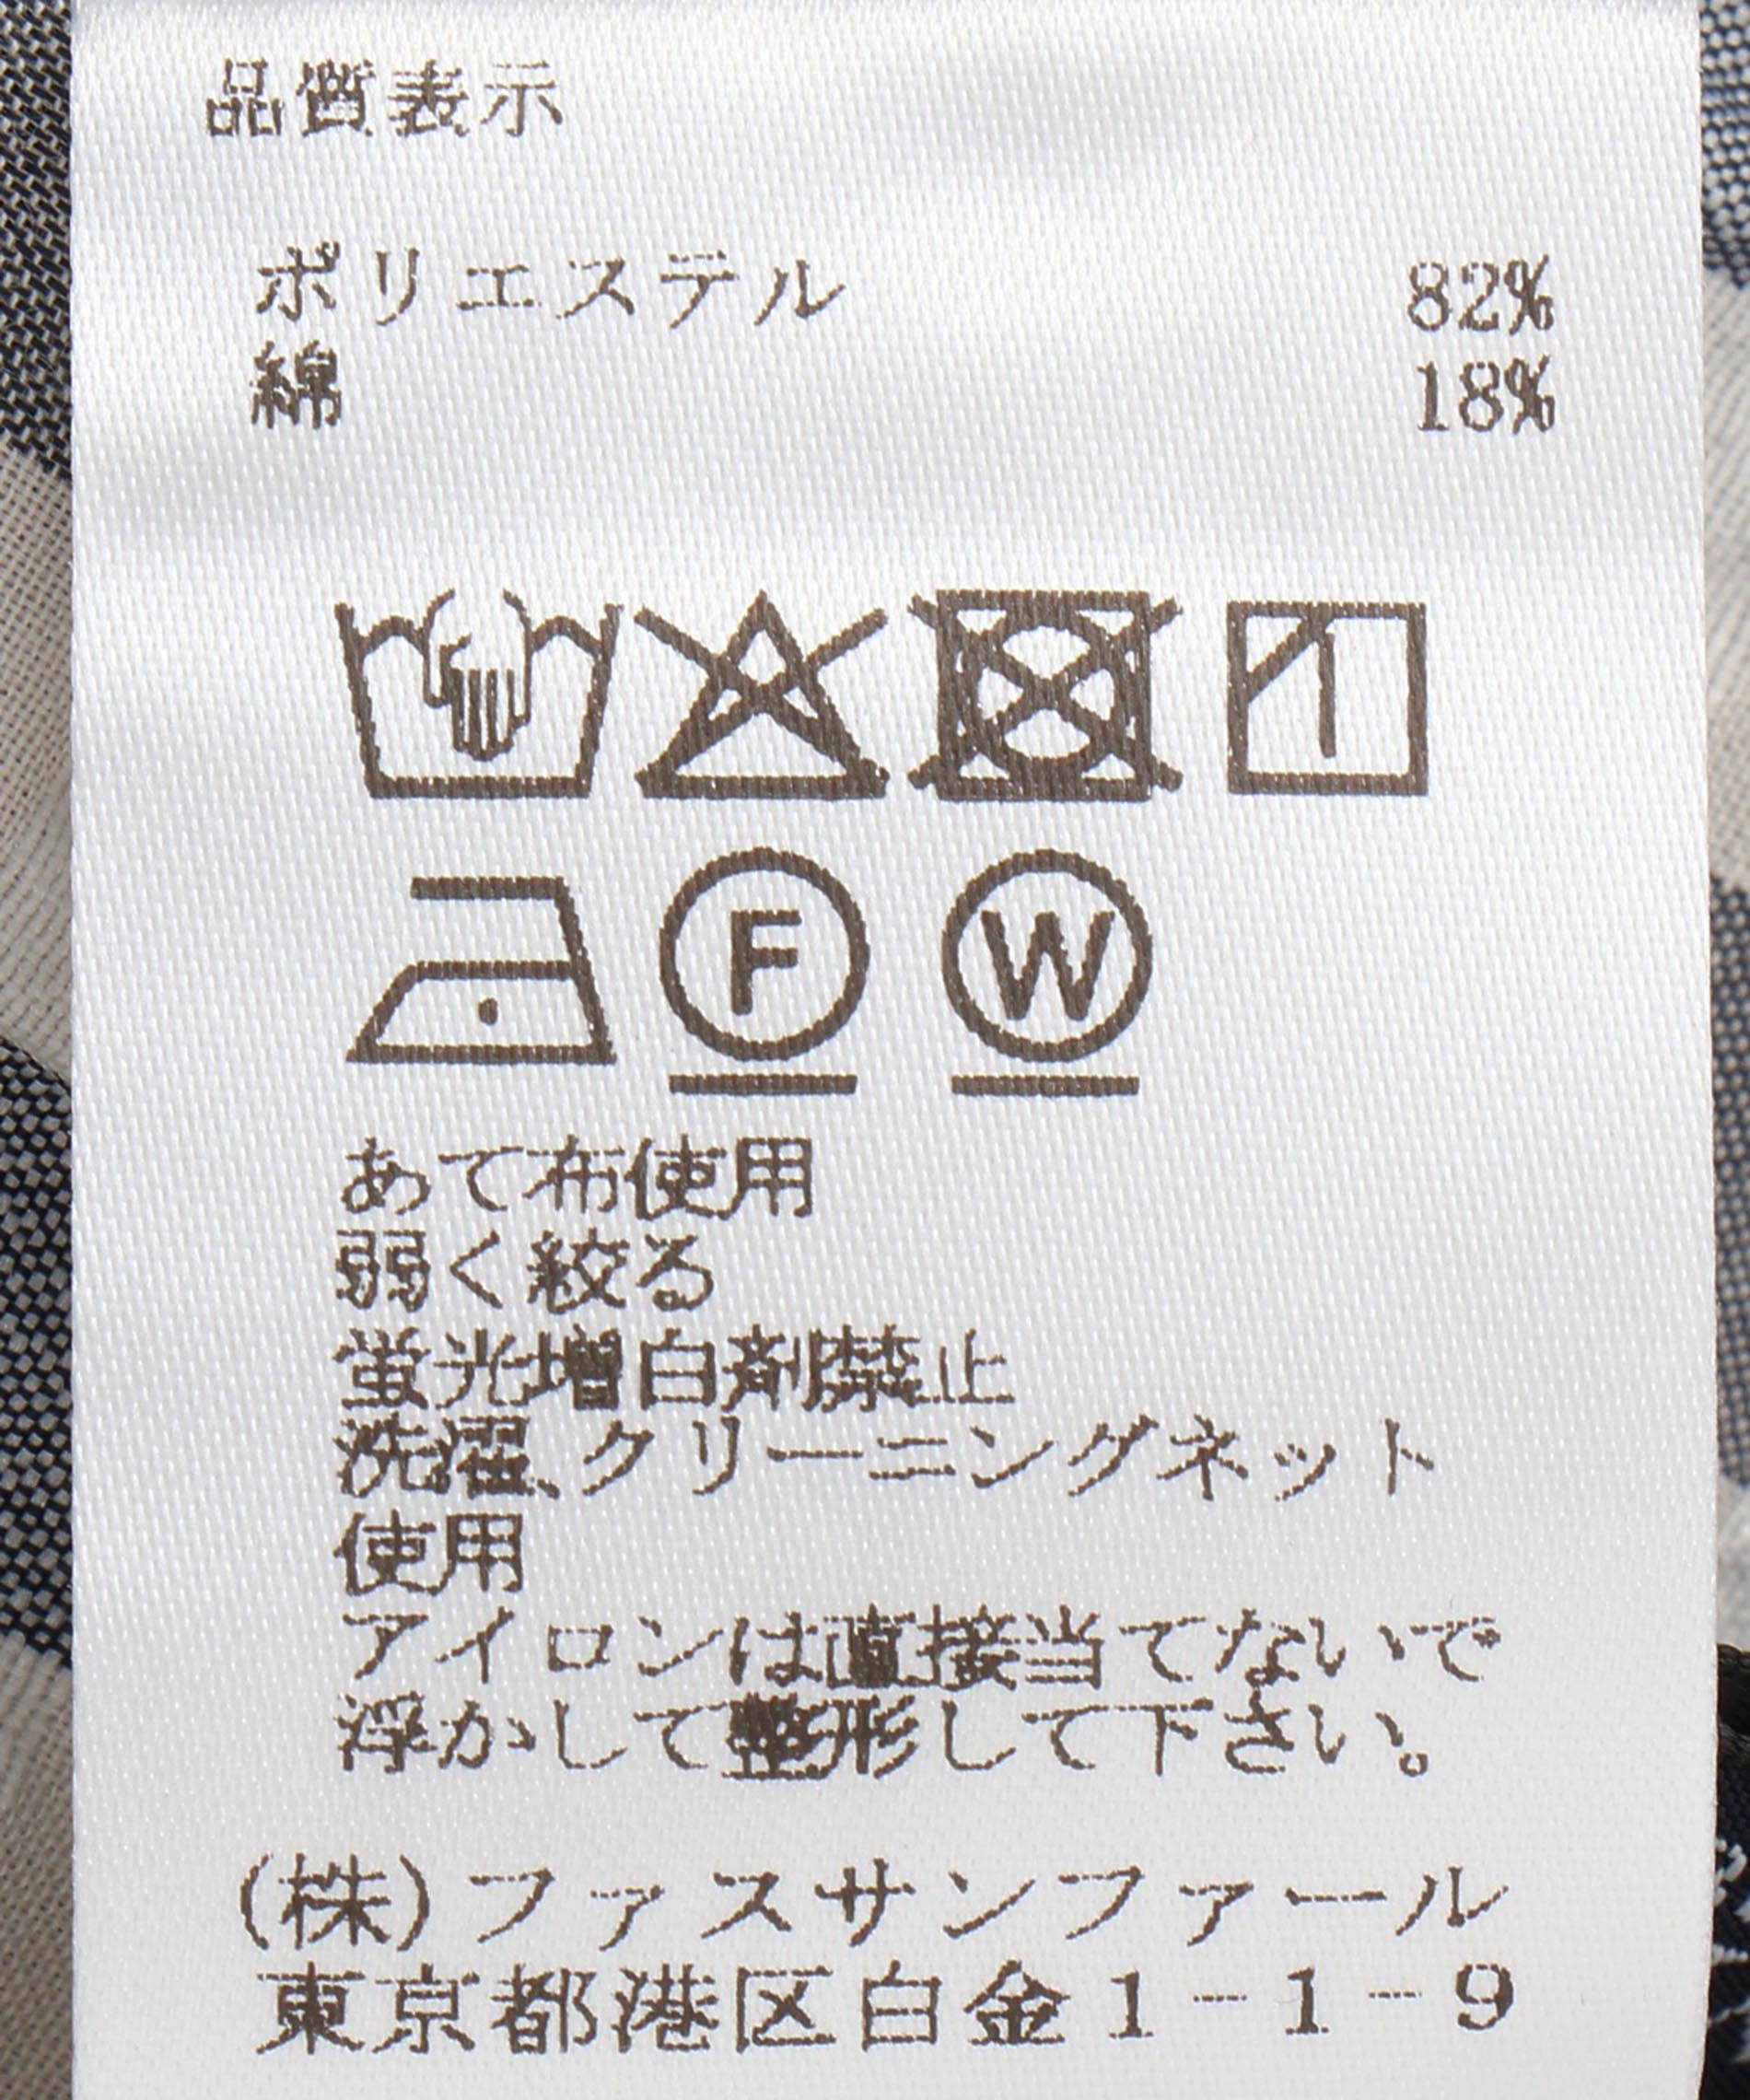 品質表示
ポリエステル 82%
綿 18%
F W
あて布使用
弱く絞る
蛍光増白剤禁止
洗濯、クリーニングネット
使用
アイロンは直接当てないで
浮かして整形して下さい。
(株)ファスサンファール
東京都港区白金1-1-9